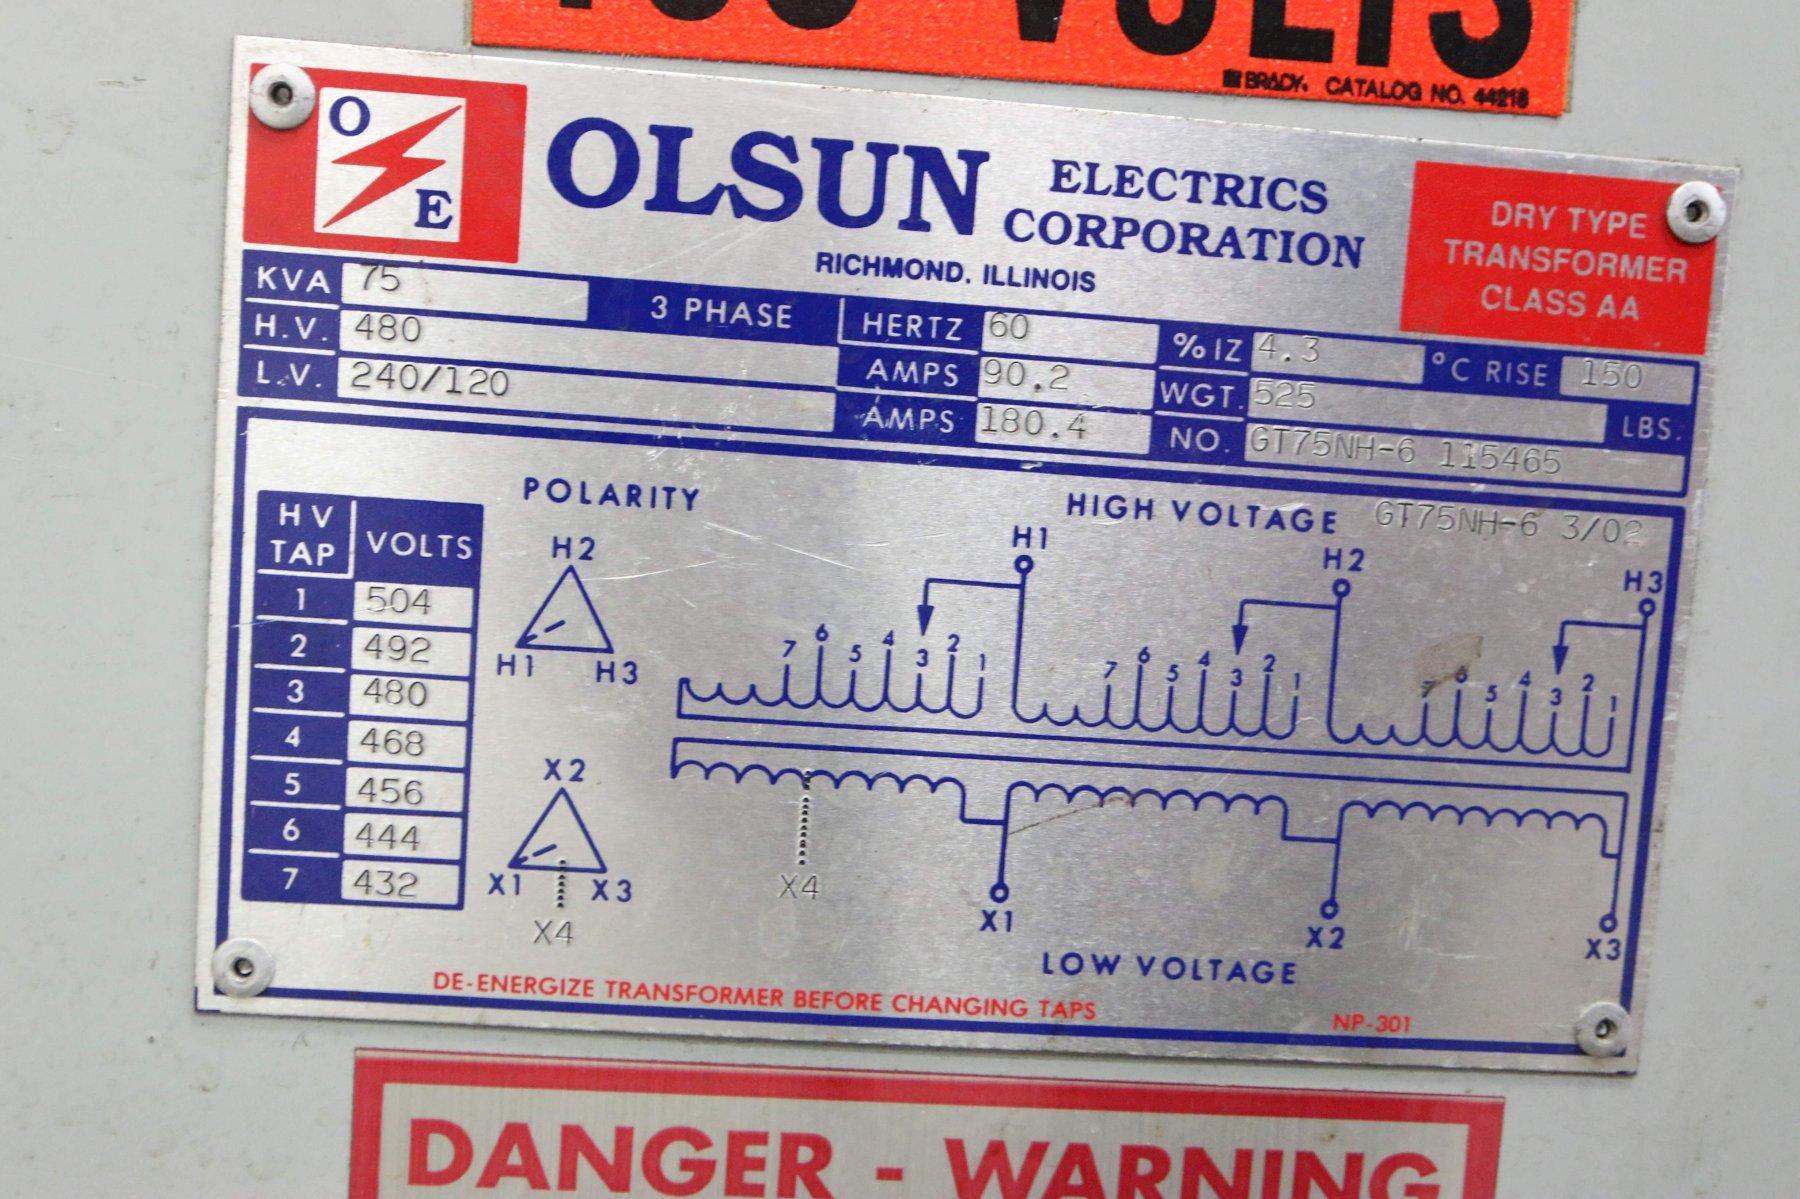 VOLTS
BRADY. CATALOG NO. 44218
O
E
OLSUN ELECTRICS CORPORATION
RICHMOND, ILLINOIS
DRY TYPE
TRANSFORMER
CLASS AA
KVA 75 3 PHASE HERTZ 60 % IZ 4.3 °C RISE 150
H.V. 480 AMPS 90.2 WGT. 525 LBS.
L.V. 240/120 AMPS 180.4 NO. GT75NH-6 115465
POLARITY
HIGH VOLTAGE GT75NH-6 3/02
HV TAP VOLTS
1 504
2 492
3 480
4 468
5 456
6 444
7 432
H2
H1 H3
X2
X1 X3
X4
H1 H2 H3
7 6 5 4 3 2 1
7 6 5 4 3 2 1
7 6 5 4 3 2 1
X4
X1 X2 X3
LOW VOLTAGE
DE-ENERGIZE TRANSFORMER BEFORE CHANGING TAPS
NP-301
DANGER - WARNING